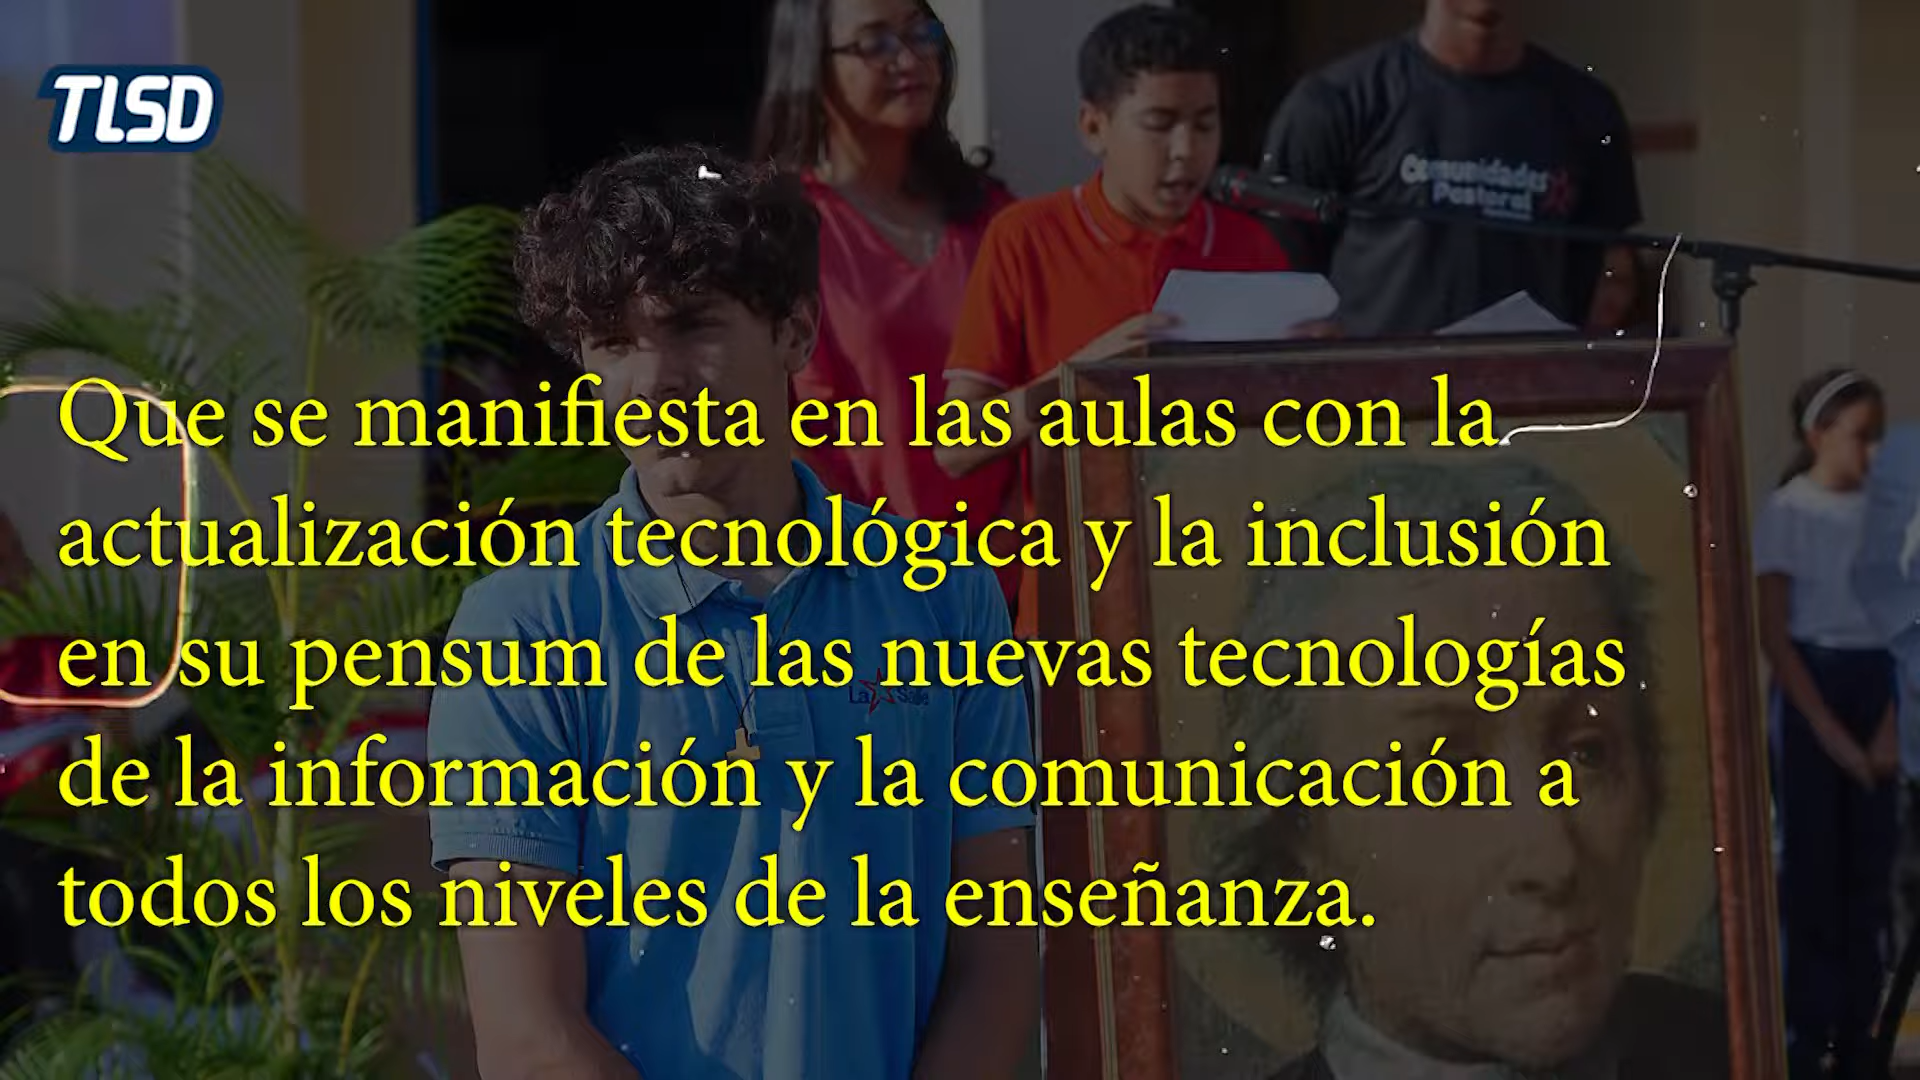 TLSD
Comunidades
Pastoral
Que se manifiesta en las aulas con la
actualización tecnológica y la inclusión
en su pensum de las nuevas tecnologías
La Salle
de la información y la comunicación a
todos los niveles de la enseñanza.